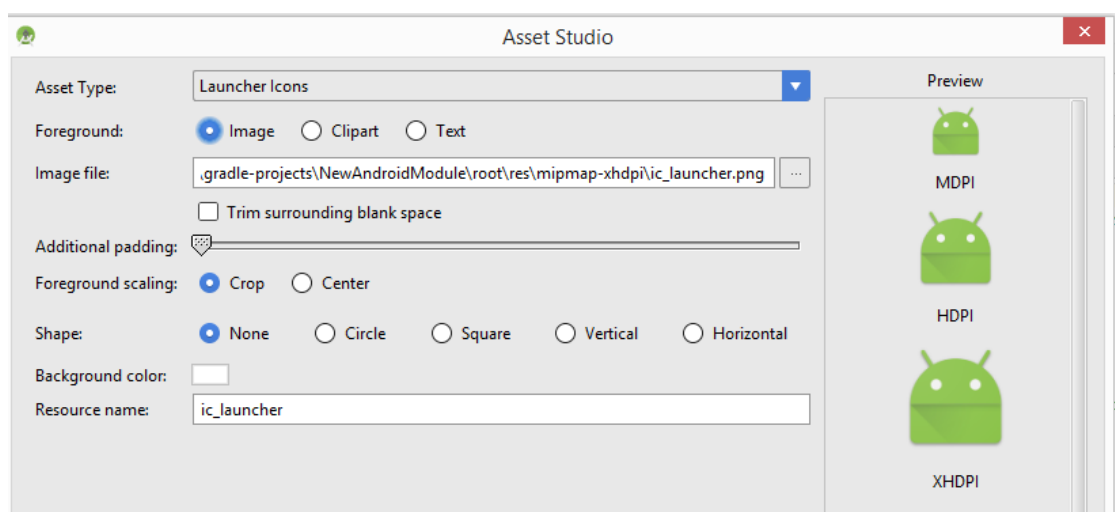 Asset Studio
Asset Type: Launcher Icons
Foreground: Image Clipart Text
Image file: .gradle-projects\NewAndroidModule\root\res\mipmap-xhdpi\ic_launcher.png ...
Trim surrounding blank space
Additional padding:
Foreground scaling: Crop Center
Shape: None Circle Square Vertical Horizontal
Background color:
Resource name: ic_launcher
Preview
MDPI
HDPI
XHDPI